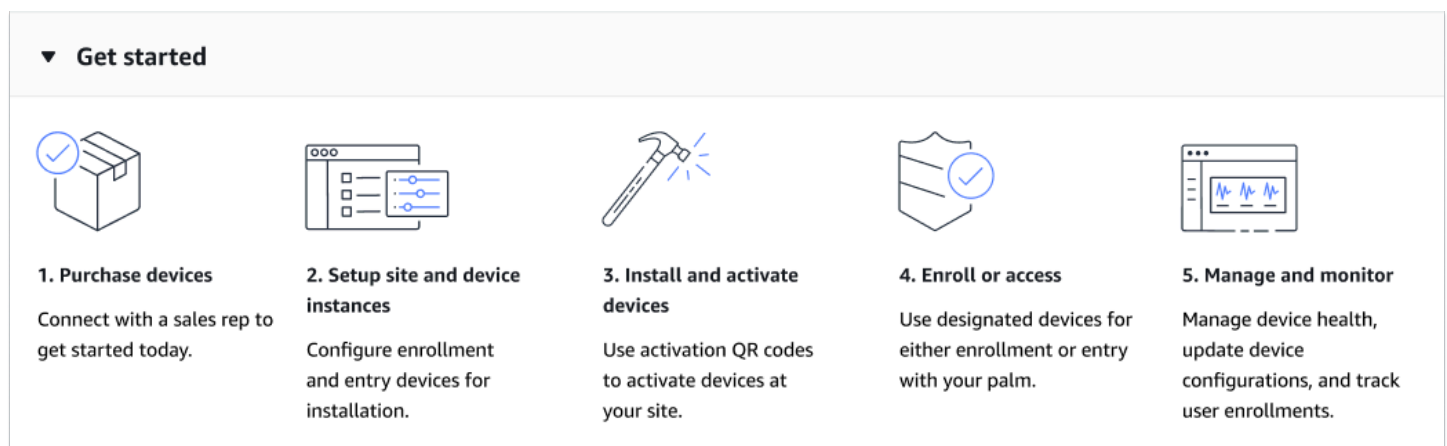 Get started
1. Purchase devices
Connect with a sales rep to
get started today.
2. Setup site and device
instances
Configure enrollment
and entry devices for
installation.
3. Install and activate
devices
Use activation QR codes
to activate devices at
your site.
4. Enroll or access
Use designated devices for
either enrollment or entry
with your palm.
5. Manage and monitor
Manage device health,
update device
configurations, and track
user enrollments.